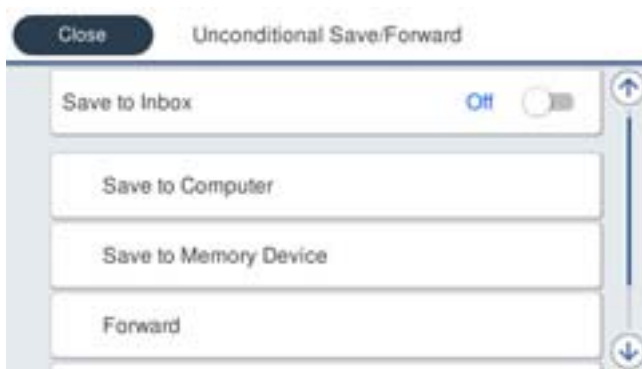 Close
Unconditional Save/Forward
Save to Inbox Off
Save to Computer
Save to Memory Device
Forward